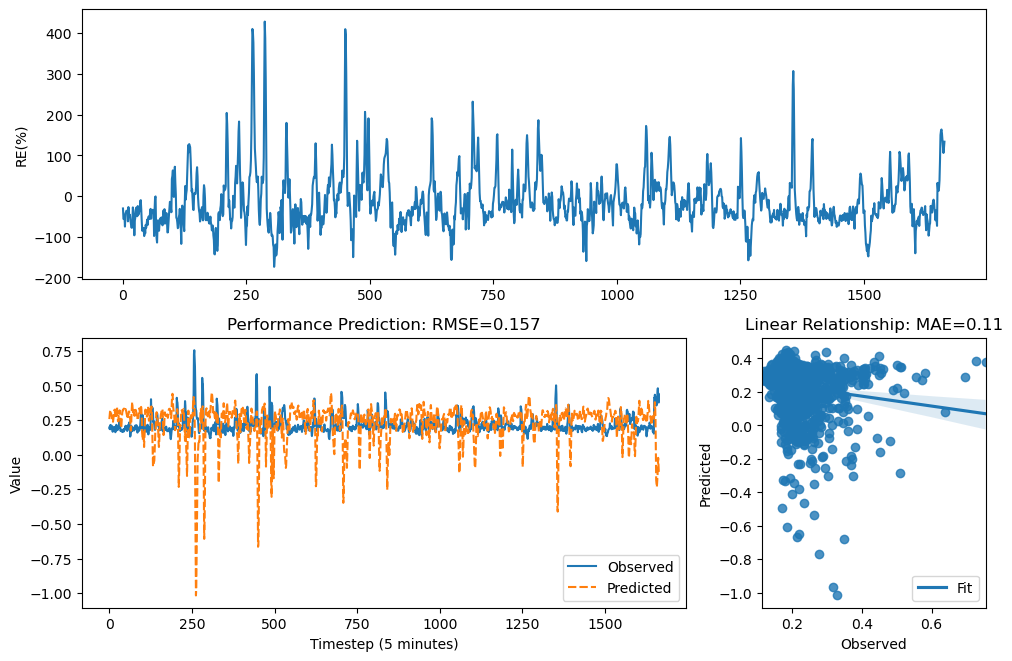 400
300
200
100
0
−100
−200
RE(%)
0 250 500 750 1000 1250 1500
Performance Prediction: RMSE=0.157
0.75
0.50
0.25
0.00
−0.25
−0.50
−0.75
−1.00
Value
0 250 500 750 1000 1250 1500
Timestep (5 minutes)
Observed
Predicted
Linear Relationship: MAE=0.11
0.4
0.2
0.0
−0.2
−0.4
−0.6
−0.8
−1.0
Predicted
0.2 0.4 0.6
Observed
Fit